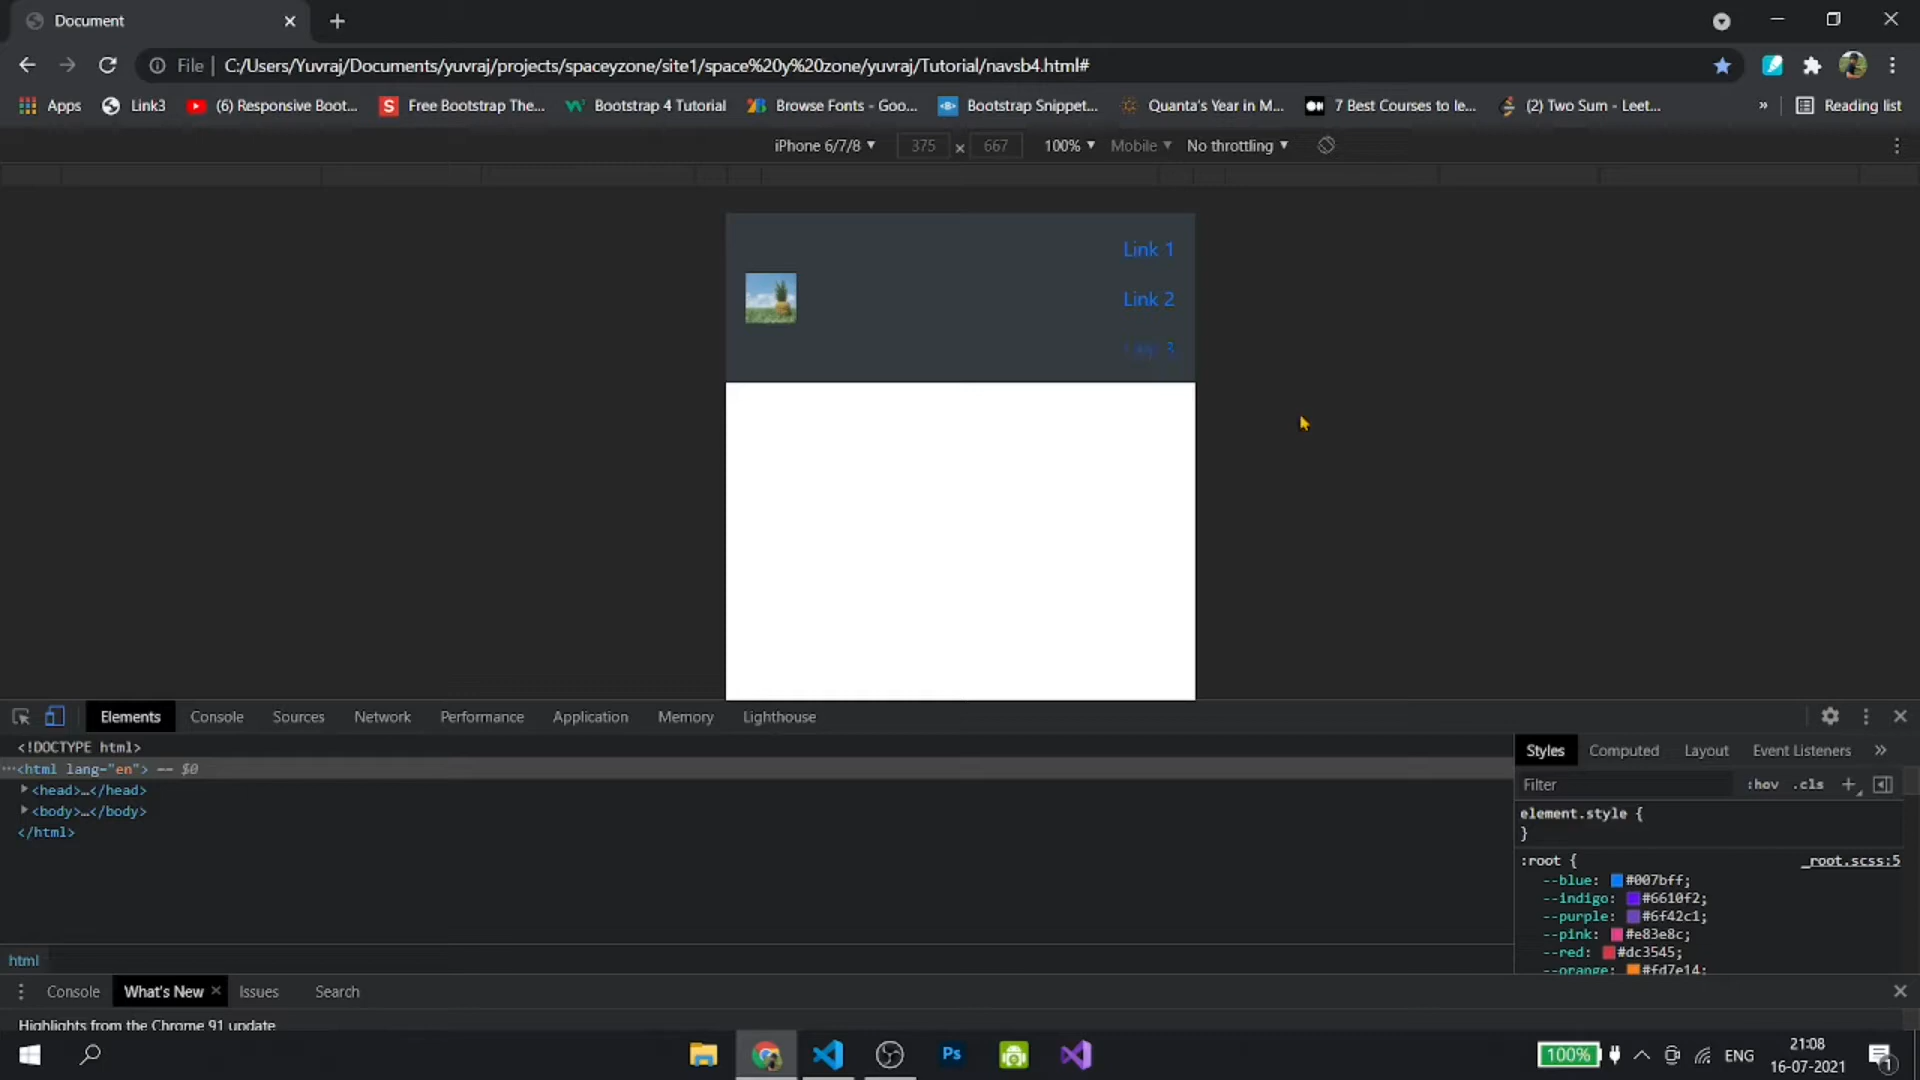 Document
File
C:/Users/Yuvraj/Documents/yuvraj/projects/spaceyzone/site1/space%20y%20zone/yuvraj/Tutorial/navsb4.html#
Apps
Link3
(6) Responsive Boot...
Free Bootstrap The...
Bootstrap 4 Tutorial
Browse Fonts - Goo...
Bootstrap Snippet...
Quanta's Year in M...
7 Best Courses to le...
(2) Two Sum - Leet...
»
Reading list
iPhone 6/7/8
375 × 667
100%
Mobile
No throttling
Link 1
Link 2
3
Elements
Console
Sources
Network
Performance
Application
Memory
Lighthouse
<!DOCTYPE html>
…<html lang="en"> == $0
<head>…</head>
<body>…</body>
</html>
html
Styles
Computed
Layout
Event Listeners
»
Filter
:hov
.cls
element.style {
}
:root {
_root.scss:5
--blue: #007bff;
--indigo: #6610f2;
--purple: #6f42c1;
--pink: #e83e8c;
--red: #dc3545;
--orange: #fd7e14;
Console
What's New
Issues
Search
Highlights from the Chrome 91 update
Ps
100%
ENG
21:08
16-07-2021
1